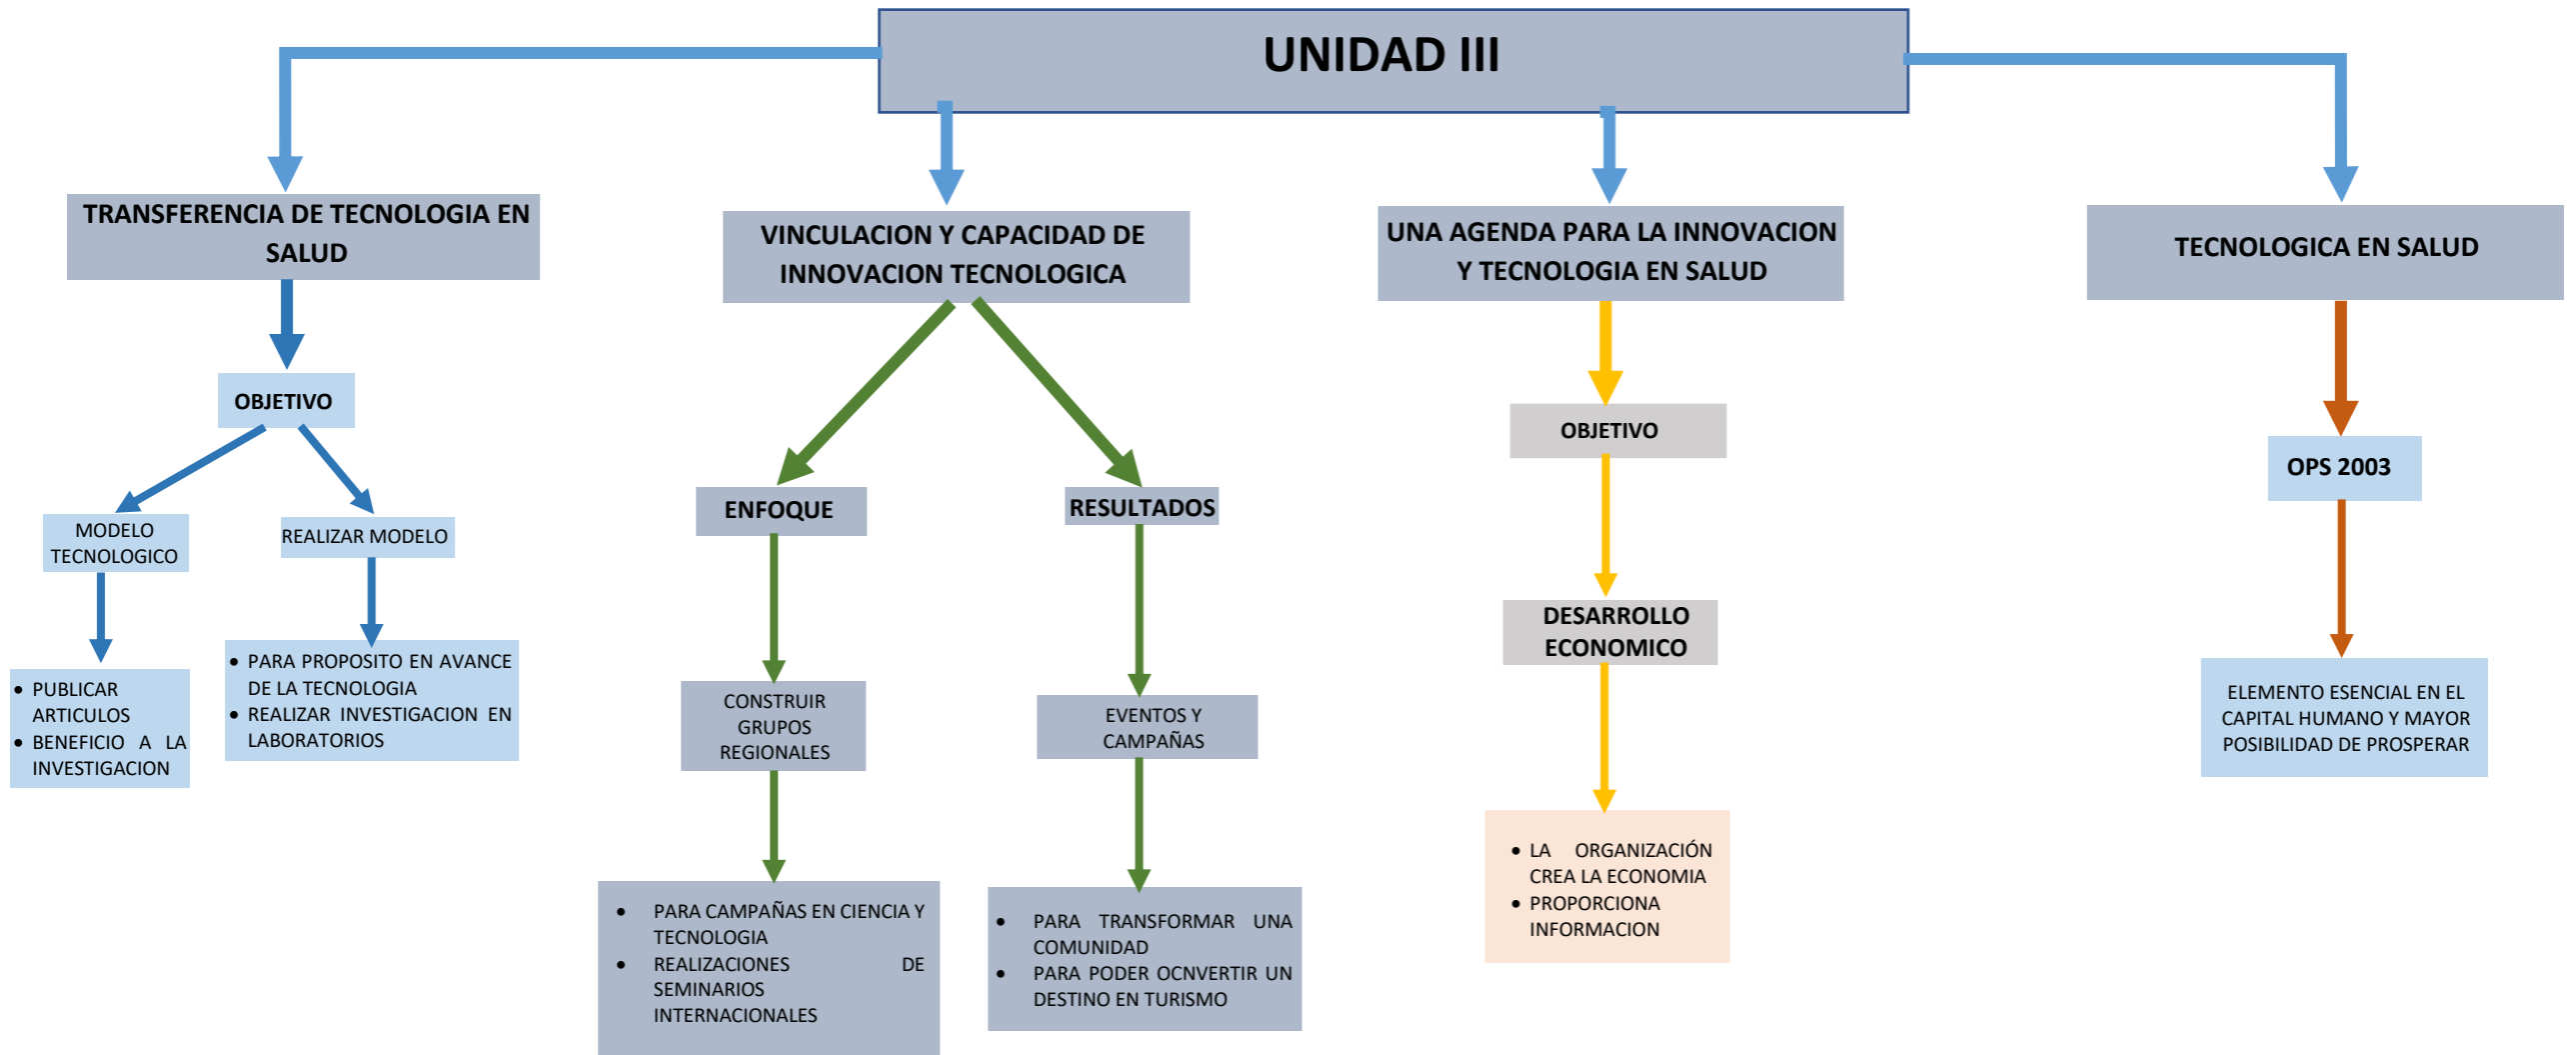 UNIDAD III
TRANSFERENCIA DE TECNOLOGIA EN
SALUD
VINCULACION Y CAPACIDAD DE
INNOVACION TECNOLOGICA
UNA AGENDA PARA LA INNOVACION
Y TECNOLOGIA EN SALUD
TECNOLOGICA EN SALUD
OBJETIVO
MODELO
TECNOLOGICO
REALIZAR MODELO
• PUBLICAR
ARTICULOS
• BENEFICIO A LA
INVESTIGACION
• PARA PROPOSITO EN AVANCE
DE LA TECNOLOGIA
• REALIZAR INVESTIGACION EN
LABORATORIOS
ENFOQUE
RESULTADOS
CONSTRUIR
GRUPOS
REGIONALES
EVENTOS Y
CAMPAÑAS
• PARA CAMPAÑAS EN CIENCIA Y
TECNOLOGIA
• REALIZACIONES DE
SEMINARIOS
INTERNACIONALES
• PARA TRANSFORMAR UNA
COMUNIDAD
• PARA PODER OCNVERTIR UN
DESTINO EN TURISMO
OBJETIVO
DESARROLLO
ECONOMICO
• LA ORGANIZACIÓN
CREA LA ECONOMIA
• PROPORCIONA
INFORMACION
OPS 2003
ELEMENTO ESENCIAL EN EL
CAPITAL HUMANO Y MAYOR
POSIBILIDAD DE PROSPERAR